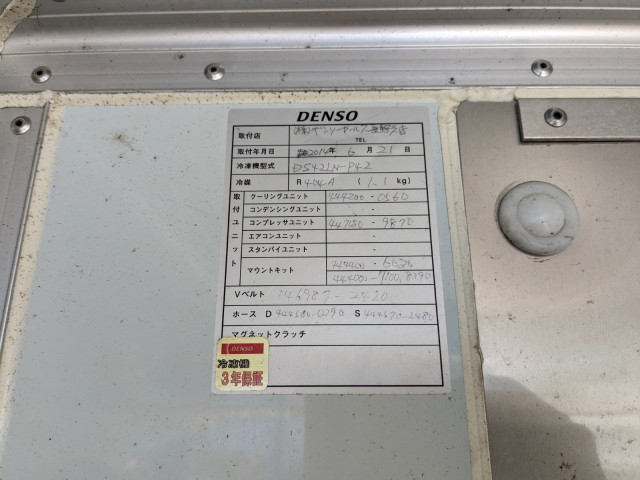 DENSO
取付店
TEL
取付年月日 2014年 6月 21日
冷凍機型式 DS42LN-P42
冷媒 R404A (1.1kg)
取付ユニット
クーリングユニット 144200-0560
コンデンシングユニット -
コンプレッサユニット 447180-9870
エアコンユニット -
スタンバイユニット -
マウントキット
Vベルト
ホース D S
マグネットクラッチ
DENSO
冷凍機
3年保証